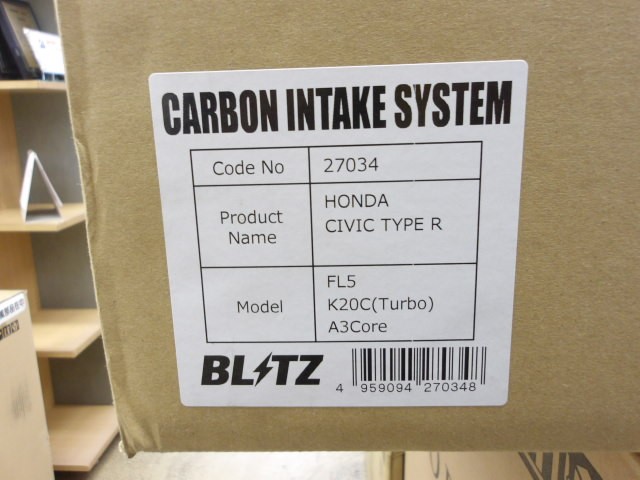 CARBON INTAKE SYSTEM
Code No 27034
Product Name HONDA
CIVIC TYPE R
Model FL5
K20C(Turbo)
A3Core
BLITZ
4 959094 270348